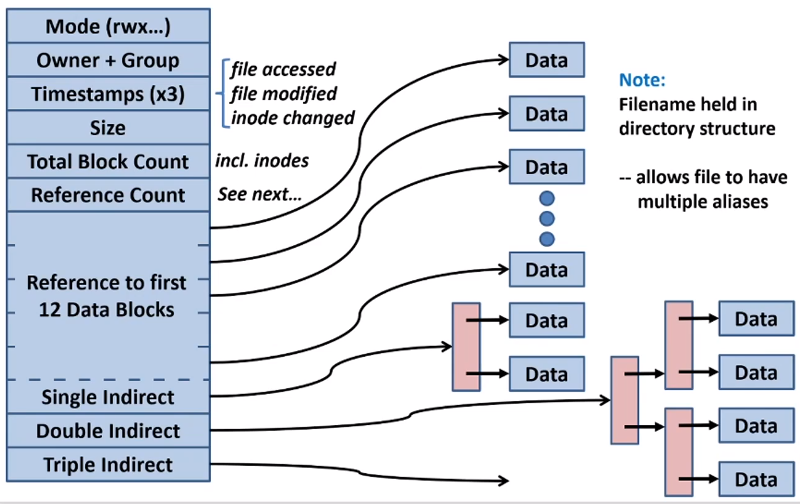 Mode (rwx...)
Owner + Group
Timestamps (x3)
file accessed
file modified
inode changed
Size
Total Block Count
incl. inodes
Reference Count
See next...
Reference to first
12 Data Blocks
Single Indirect
Double Indirect
Triple Indirect
Data
Data
Data
Data
Data
Data
Data
Data
Data
Data
Note:
Filename held in
directory structure
-- allows file to have
multiple aliases